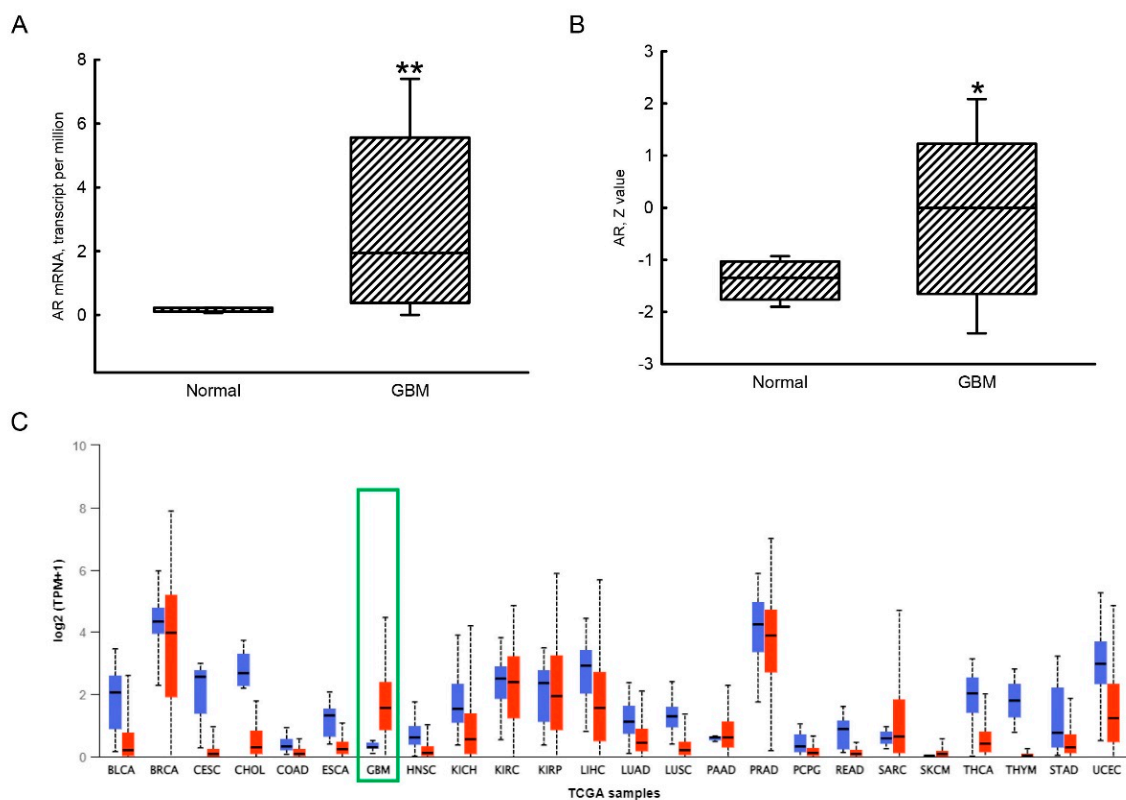 A
8
6
4
2
0
AR mRNA, transcript per million
**
Normal
GBM
B
3
2
1
0
-1
-2
-3
AR, Z value
*
Normal
GBM
C
10
8
6
4
2
0
log2 (TPM+1)
BLCA BRCA CESC CHOL COAD ESCA GBM HNSC KICH KIRC KIRP LIHC LUAD LUSC PAAD PRAD PCPG READ SARC SKCM THCA THYM STAD UCEC
TCGA samples